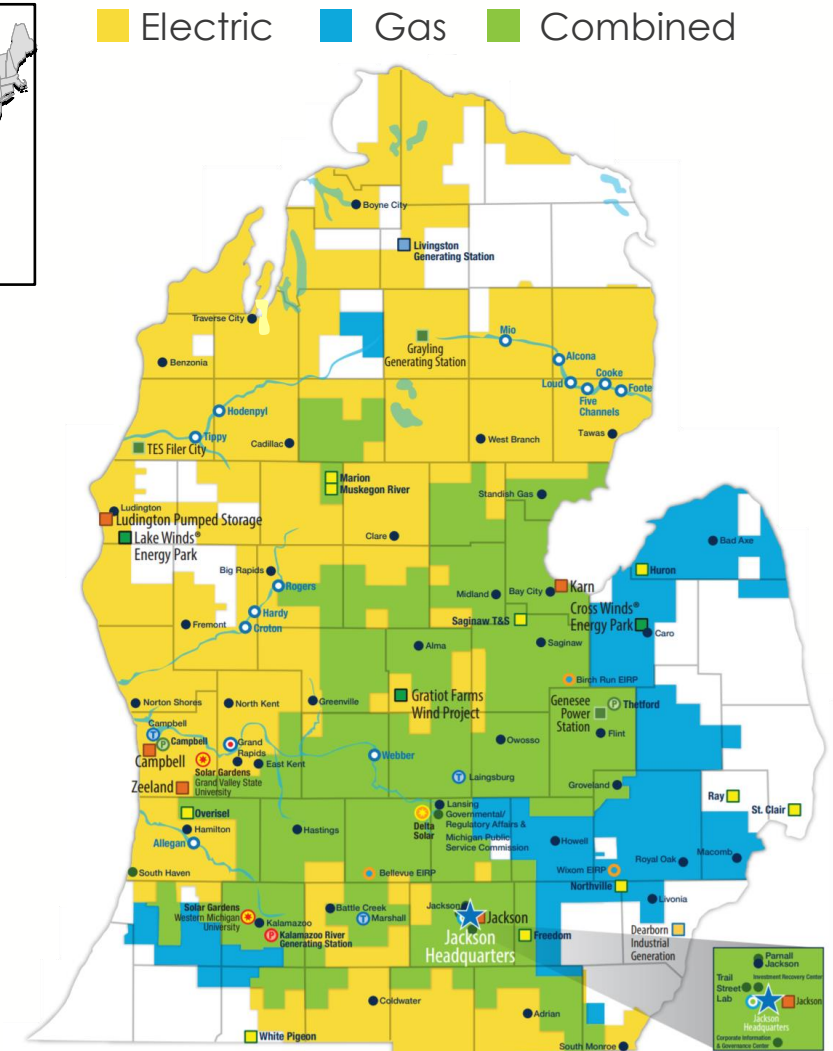 Electric Gas Combined
Boyne City
Livingston
Generating Station
Traverse City
Mio
Grayling
Generating Station
Alcona
Benzonia
Cooke
Loud
Foote
Five
Channels
Hodenpyl
Tippy
Cadillac
West Branch
Tawas
TES Filer City
Marion
Muskegon River
Standish Gas
Ludington
Ludington Pumped Storage
Lake Winds®
Energy Park
Clare
Bad Axe
Big Rapids
Huron
Rogers
Midland
Bay City
Karn
Hardy
Cross Winds®
Energy Park
Fremont
Croton
Saginaw T&S
Caro
Alma
Saginaw
Birch Run EIRP
Gratiot Farms
Wind Project
Norton Shores
North Kent
Greenville
Genesee
Power
Station
P Thetford
Campbell
T
P Campbell
Grand
Rapids
Owosso
Flint
Campbell
Webber
East Kent
Solar Gardens
Grand Valley State
University
T Laingsburg
Zeeland
Groveland
Ray
St. Clair
Overisel
Lansing
Governmental/
Regulatory Affairs &
Michigan Public
Service Commission
Delta
Solar
Hamilton
Hastings
Allegan
Howell
Macomb
Royal Oak
South Haven
Bellevue EIRP
Wixom EIRP
Northville
Livonia
Solar Gardens
Western Michigan
University
Battle Creek
Jackson
Kalamazoo
T Marshall
Jackson
P Kalamazoo River
Generating Station
Freedom
Dearborn
Industrial
Generation
Jackson
Headquarters
Parnall
Jackson
Trail
Street
Lab
Investment Recovery Center
Jackson
Jackson
Headquarters
Corporate Information
& Governance Center
Coldwater
Adrian
White Pigeon
South Monroe